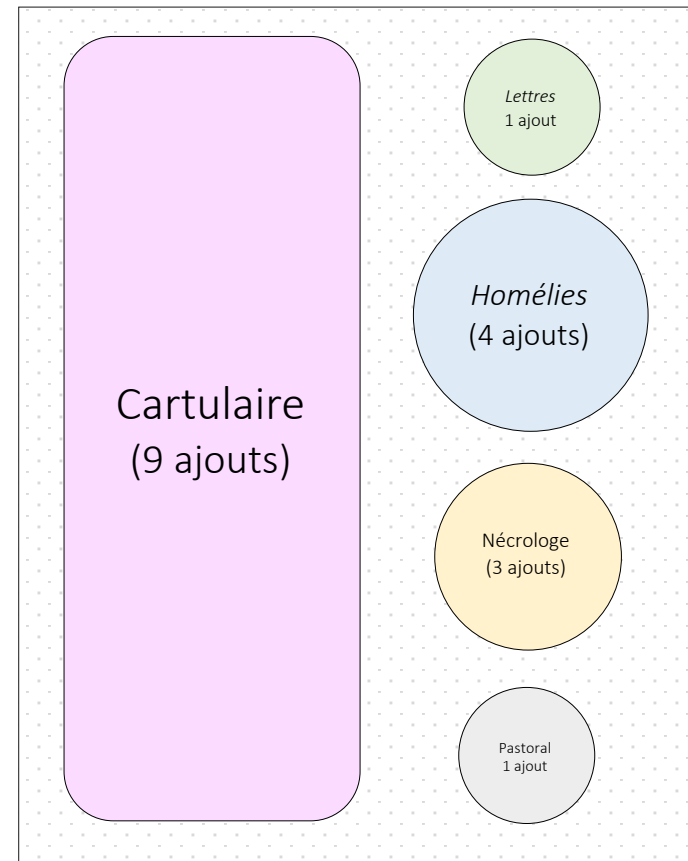 Cartulaire
(9 ajouts)
Lettres
1 ajout
Homélies
(4 ajouts)
Nécrologe
(3 ajouts)
Pastoral
1 ajout